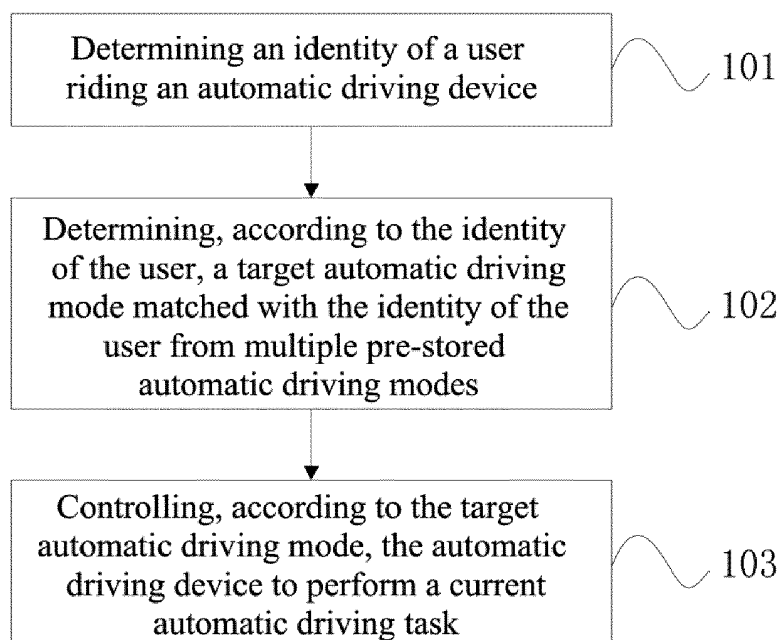 Determining an identity of a user
riding an automatic driving device
101
Determining, according to the identity
of the user, a target automatic driving
mode matched with the identity of the
user from multiple pre-stored
automatic driving modes
102
Controlling, according to the target
automatic driving mode, the automatic
driving device to perform a current
automatic driving task
103